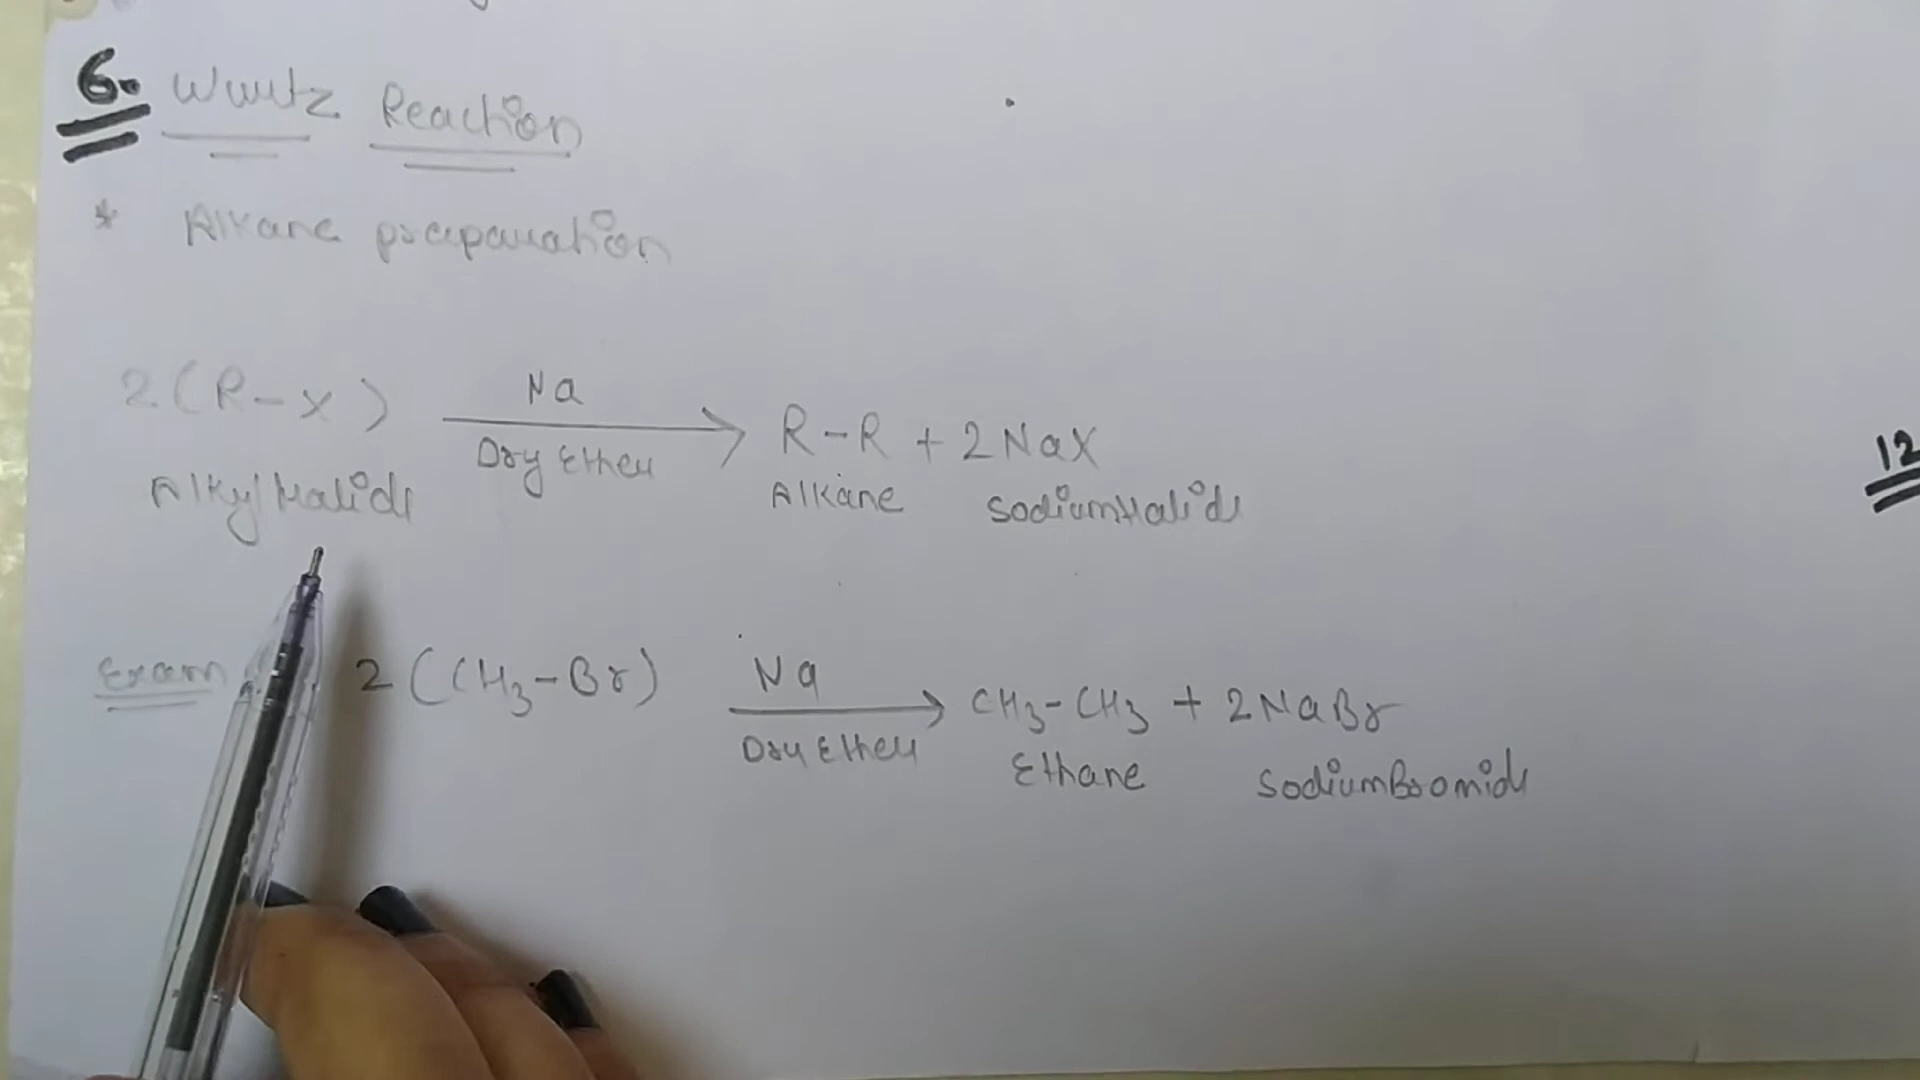 6. Wurtz Reaction
* Alkane preparation
2 (R-X) Na Dry Ether R-R + 2NaX
Alkyl Halide Alkane Sodium Halide
Exam 2 (CH3-Br) Na Dry Ether CH3-CH3 + 2NaBr
Ethane Sodium Bromide
12